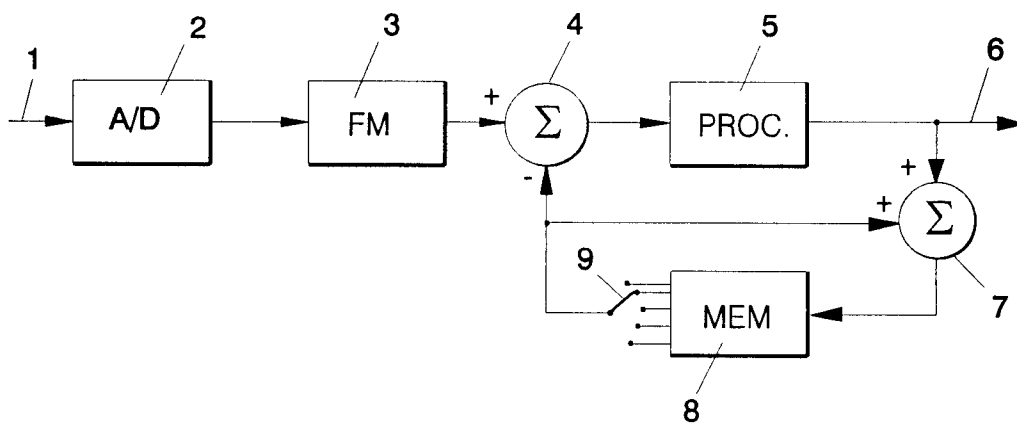 1
2
3
4
5
6
A/D
FM
+
Σ
-
PROC.
+
+
Σ
7
9
MEM
8